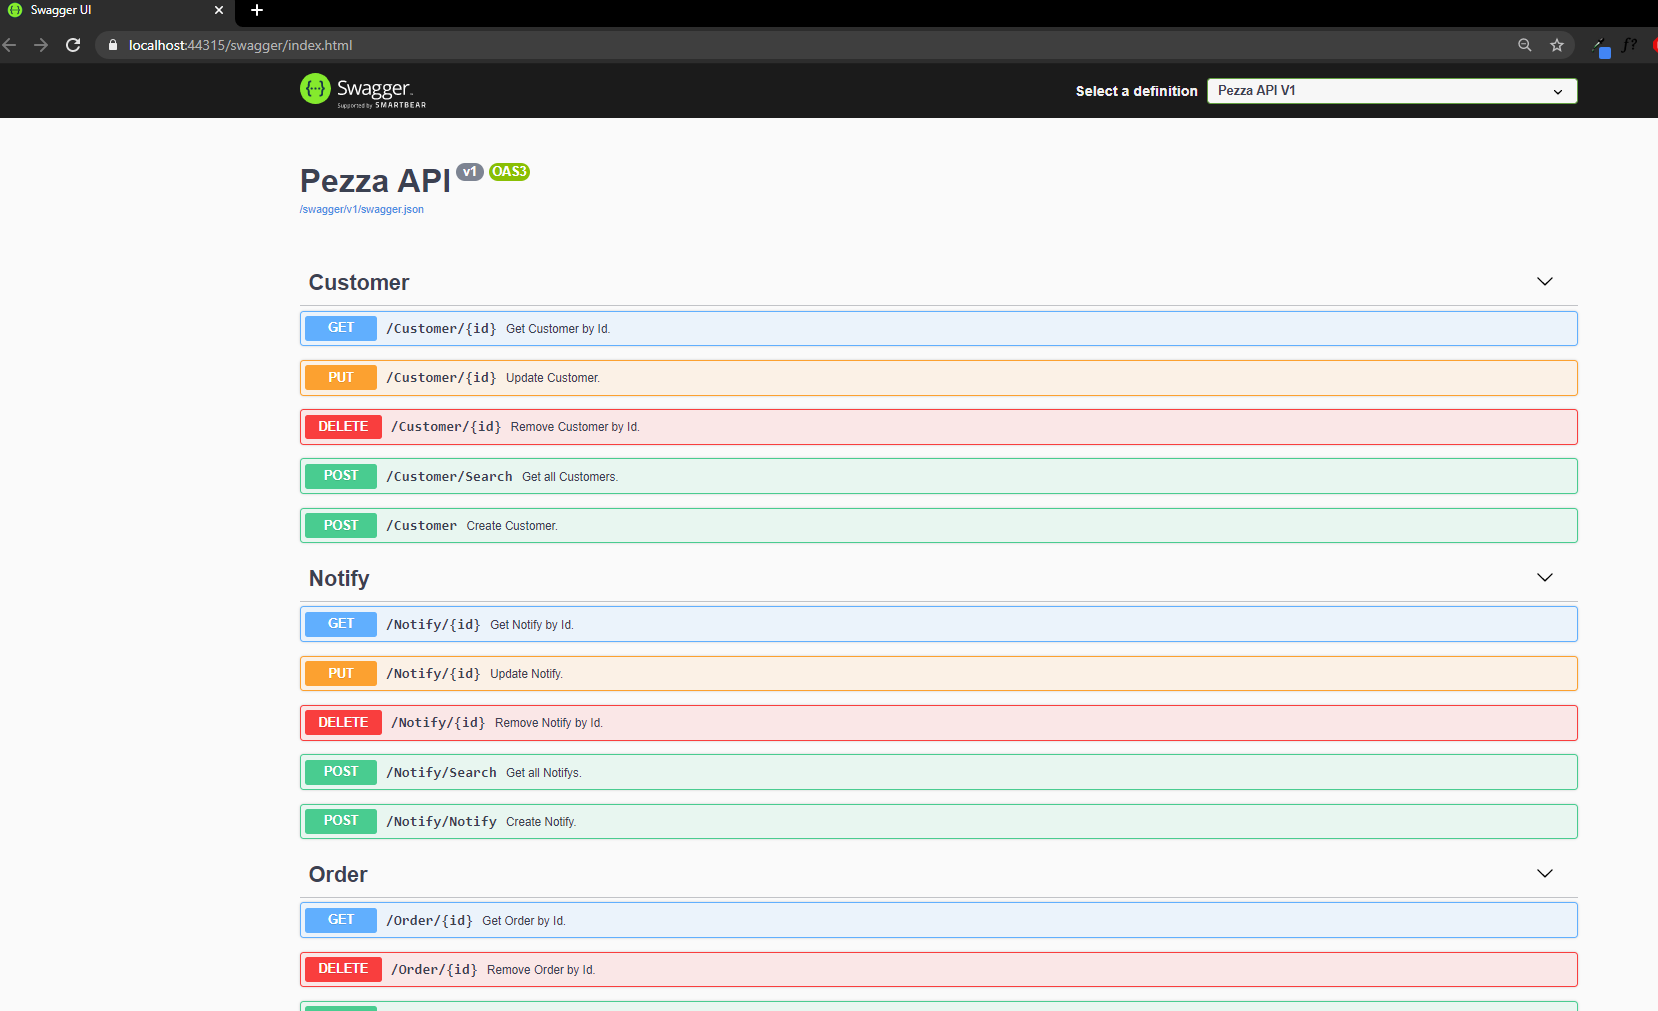 Swagger UI
localhost:44315/swagger/index.html
f?
Swagger
Supported by SMARTBEAR
Select a definition
Pezza API V1
Pezza API v1 OAS3
/swagger/v1/swagger.json
Customer
GET /Customer/{id} Get Customer by Id.
PUT /Customer/{id} Update Customer.
DELETE /Customer/{id} Remove Customer by Id.
POST /Customer/Search Get all Customers.
POST /Customer Create Customer.
Notify
GET /Notify/{id} Get Notify by Id.
PUT /Notify/{id} Update Notify.
DELETE /Notify/{id} Remove Notify by Id.
POST /Notify/Search Get all Notifys.
POST /Notify/Notify Create Notify.
Order
GET /Order/{id} Get Order by Id.
DELETE /Order/{id} Remove Order by Id.